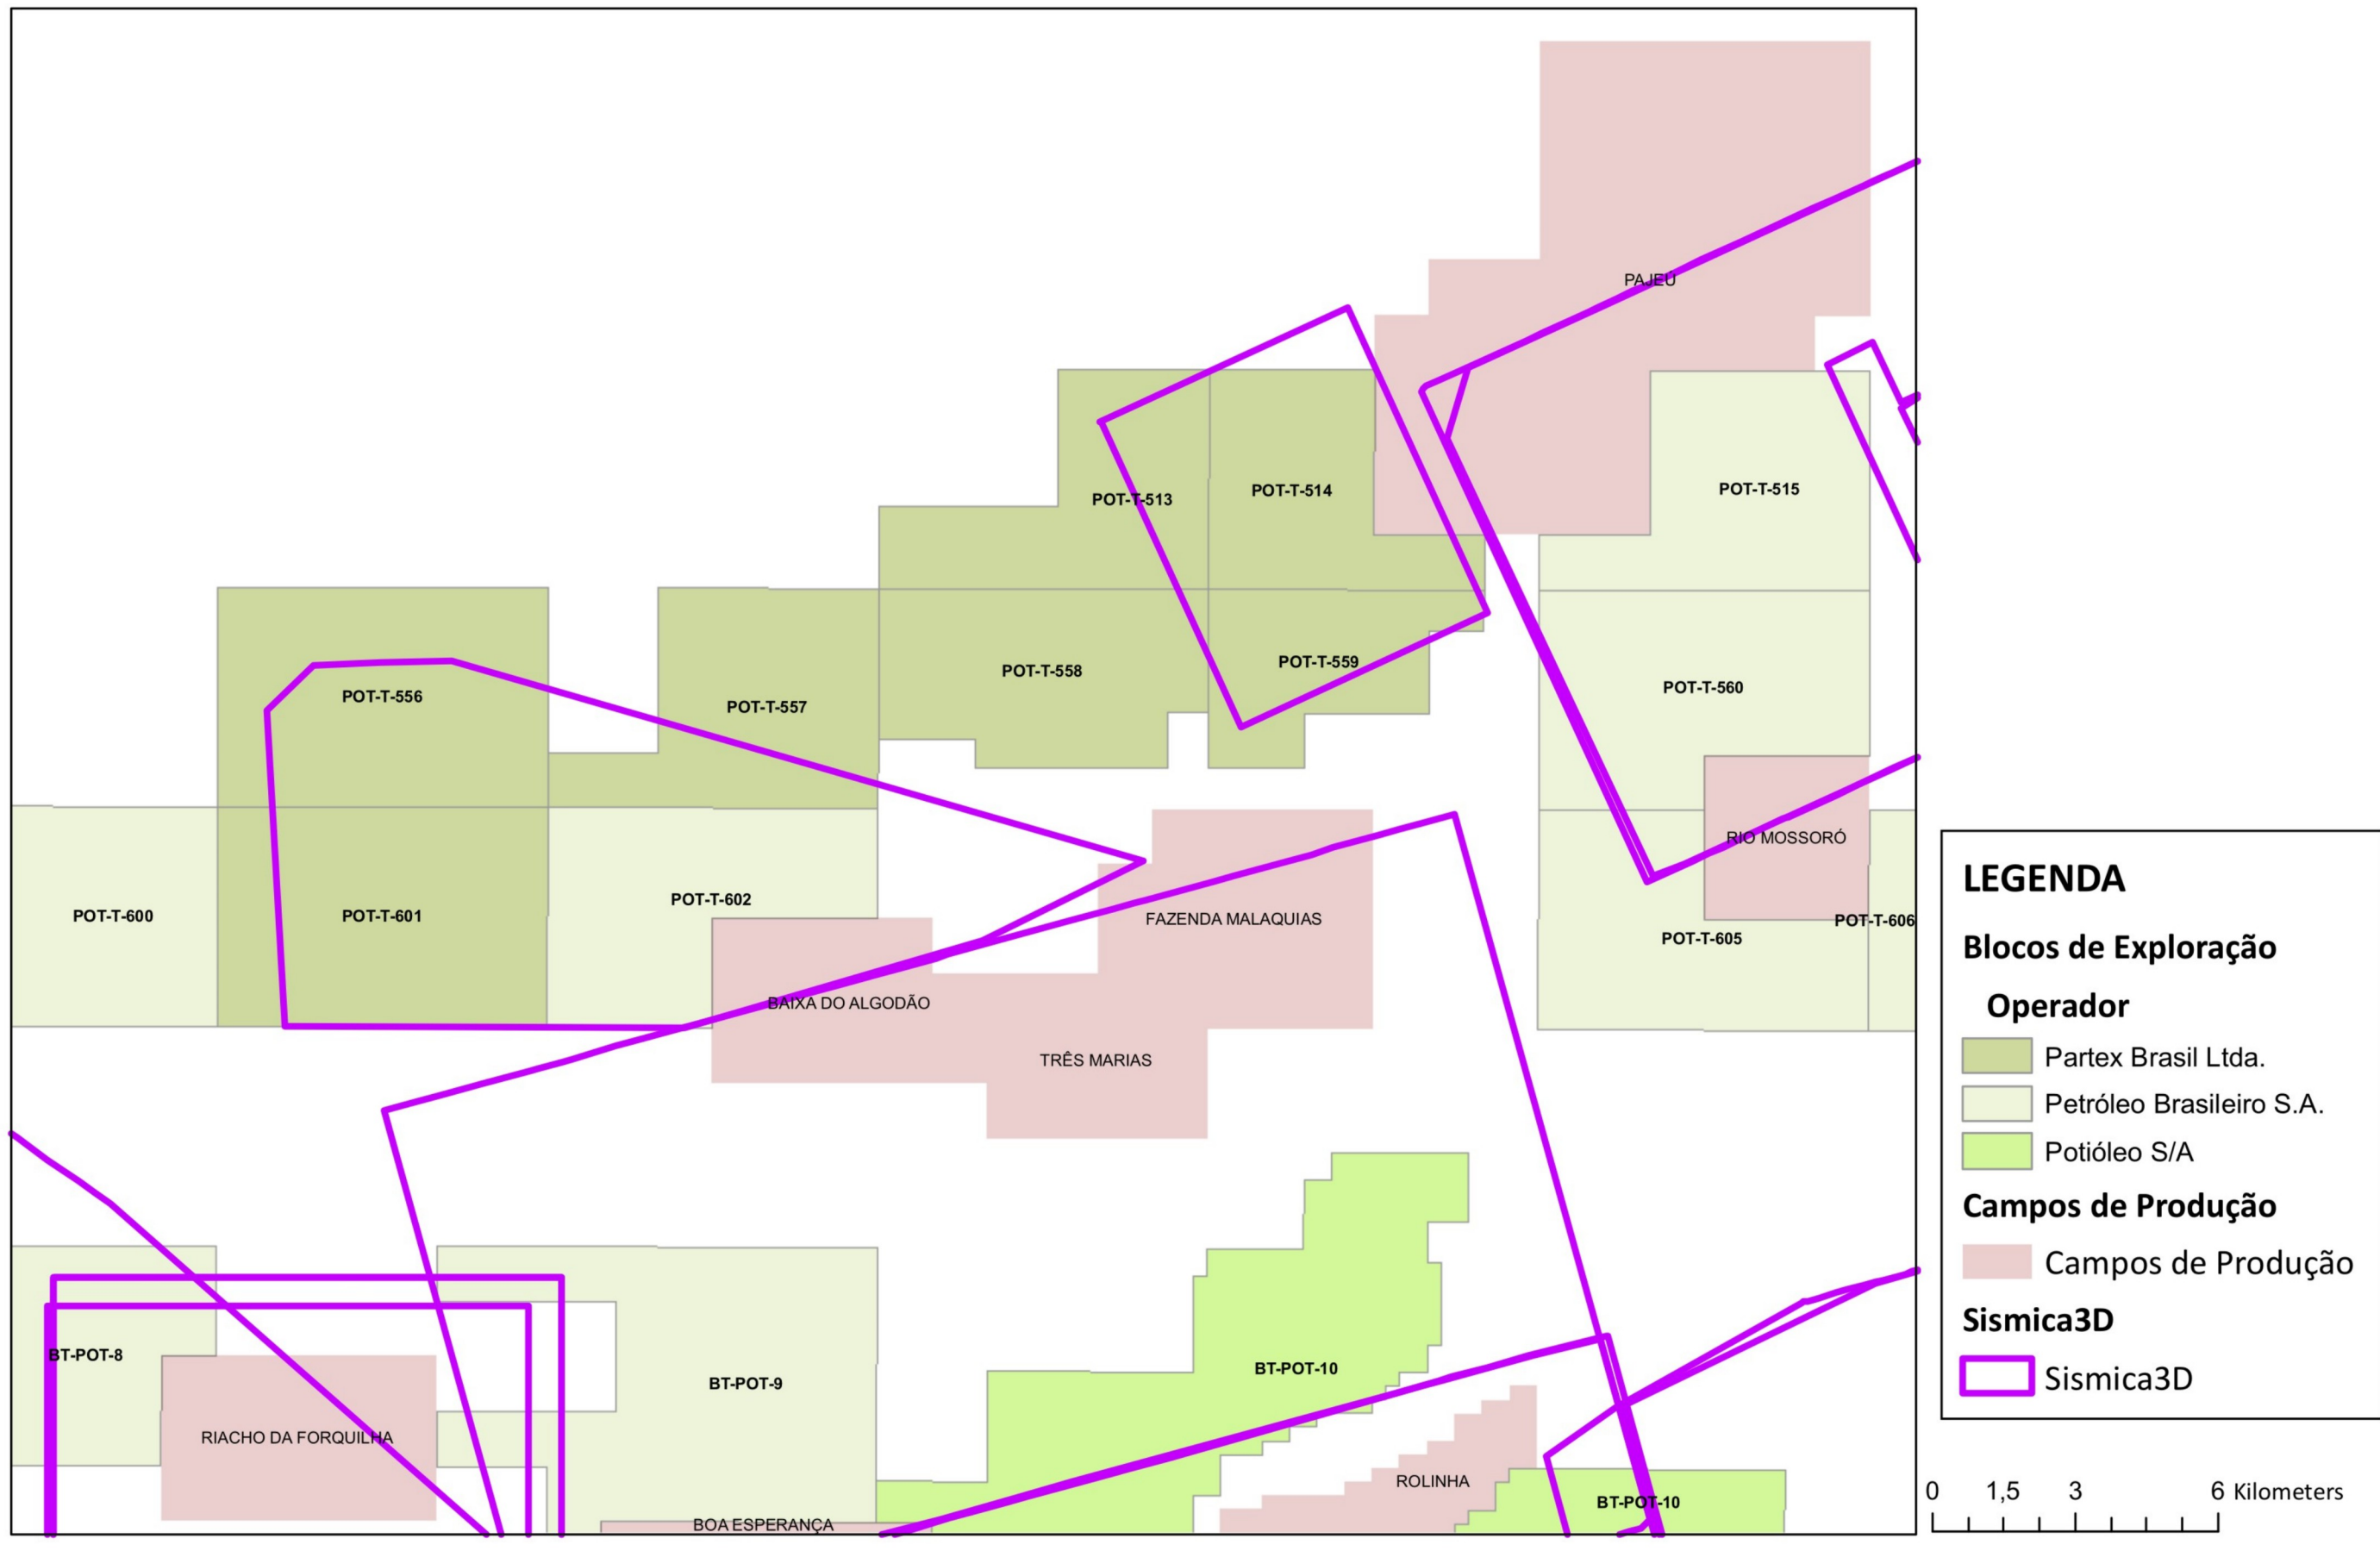 PAJEU
POT-T-513
POT-T-514
POT-T-515
POT-T-556
POT-T-557
POT-T-558
POT-T-559
POT-T-560
POT-T-600
POT-T-601
POT-T-602
RIO MOSSORÓ
FAZENDA MALAQUIAS
POT-T-605
POT-T-606
BAIXA DO ALGODÃO
TRÊS MARIAS
BT-POT-8
BT-POT-9
BT-POT-10
RIACHO DA FORQUILHA
ROLINHA
BT-POT-10
BOA ESPERANÇA
LEGENDA
Blocos de Exploração
Operador
Partex Brasil Ltda.
Petróleo Brasileiro S.A.
Potióleo S/A
Campos de Produção
Campos de Produção
Sismica3D
Sismica3D
0 1,5 3 6 Kilometers